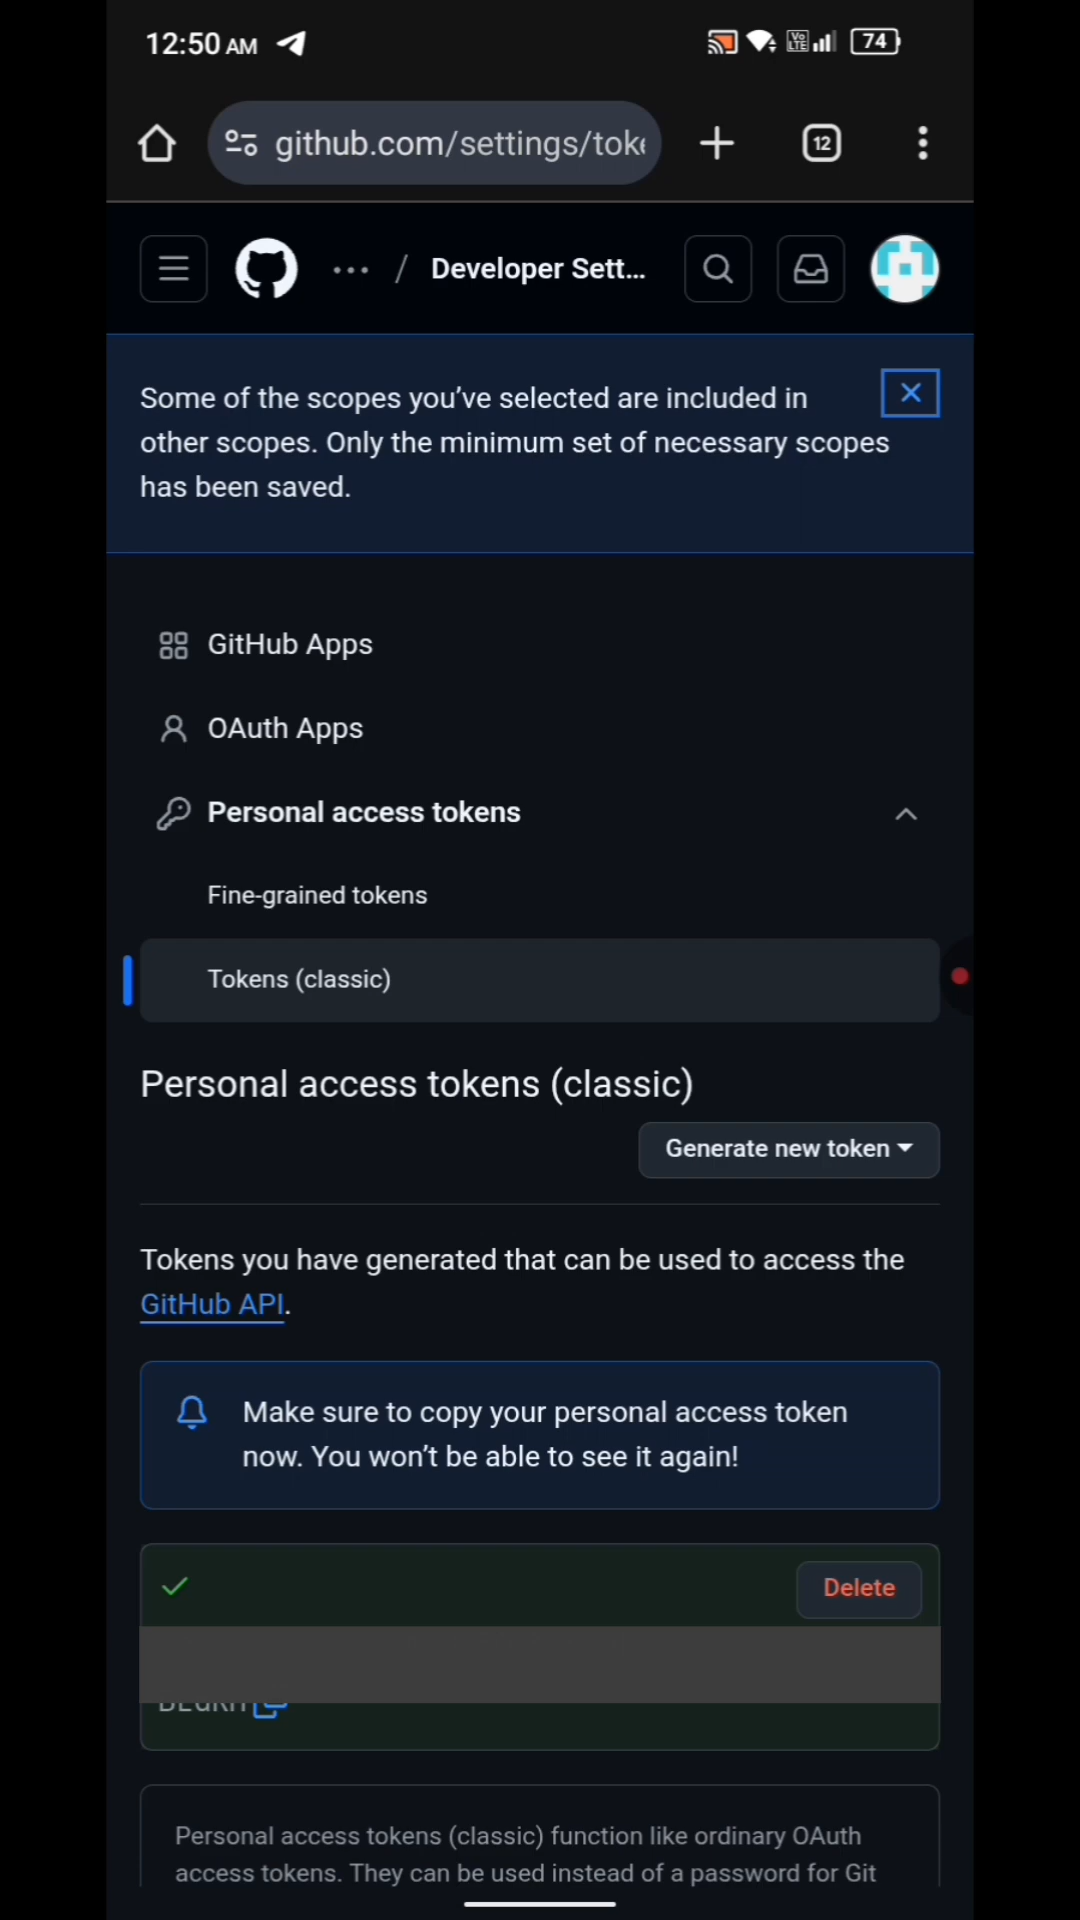 12:50 AM
Vo LTE
74
github.com/settings/toke
12
... / Developer Sett...
Some of the scopes you’ve selected are included in
other scopes. Only the minimum set of necessary scopes
has been saved.
GitHub Apps
OAuth Apps
Personal access tokens
Fine-grained tokens
Tokens (classic)
Personal access tokens (classic)
Generate new token
Tokens you have generated that can be used to access the
GitHub API.
Make sure to copy your personal access token
now. You won’t be able to see it again!
Delete
Personal access tokens (classic) function like ordinary OAuth
access tokens. They can be used instead of a password for Git